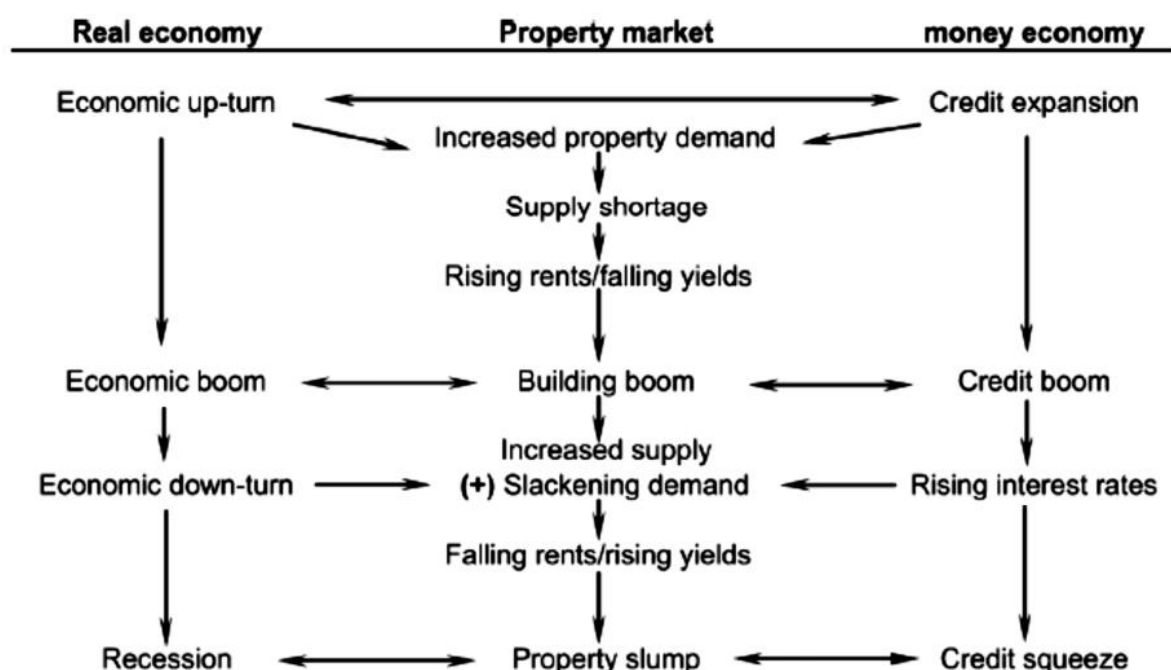 Real economy Property market money economy
Economic up-turn Credit expansion
Increased property demand
Supply shortage
Rising rents/falling yields
Economic boom Building boom Credit boom
Increased supply
Economic down-turn (+) Slackening demand Rising interest rates
Falling rents/rising yields
Recession Property slump Credit squeeze